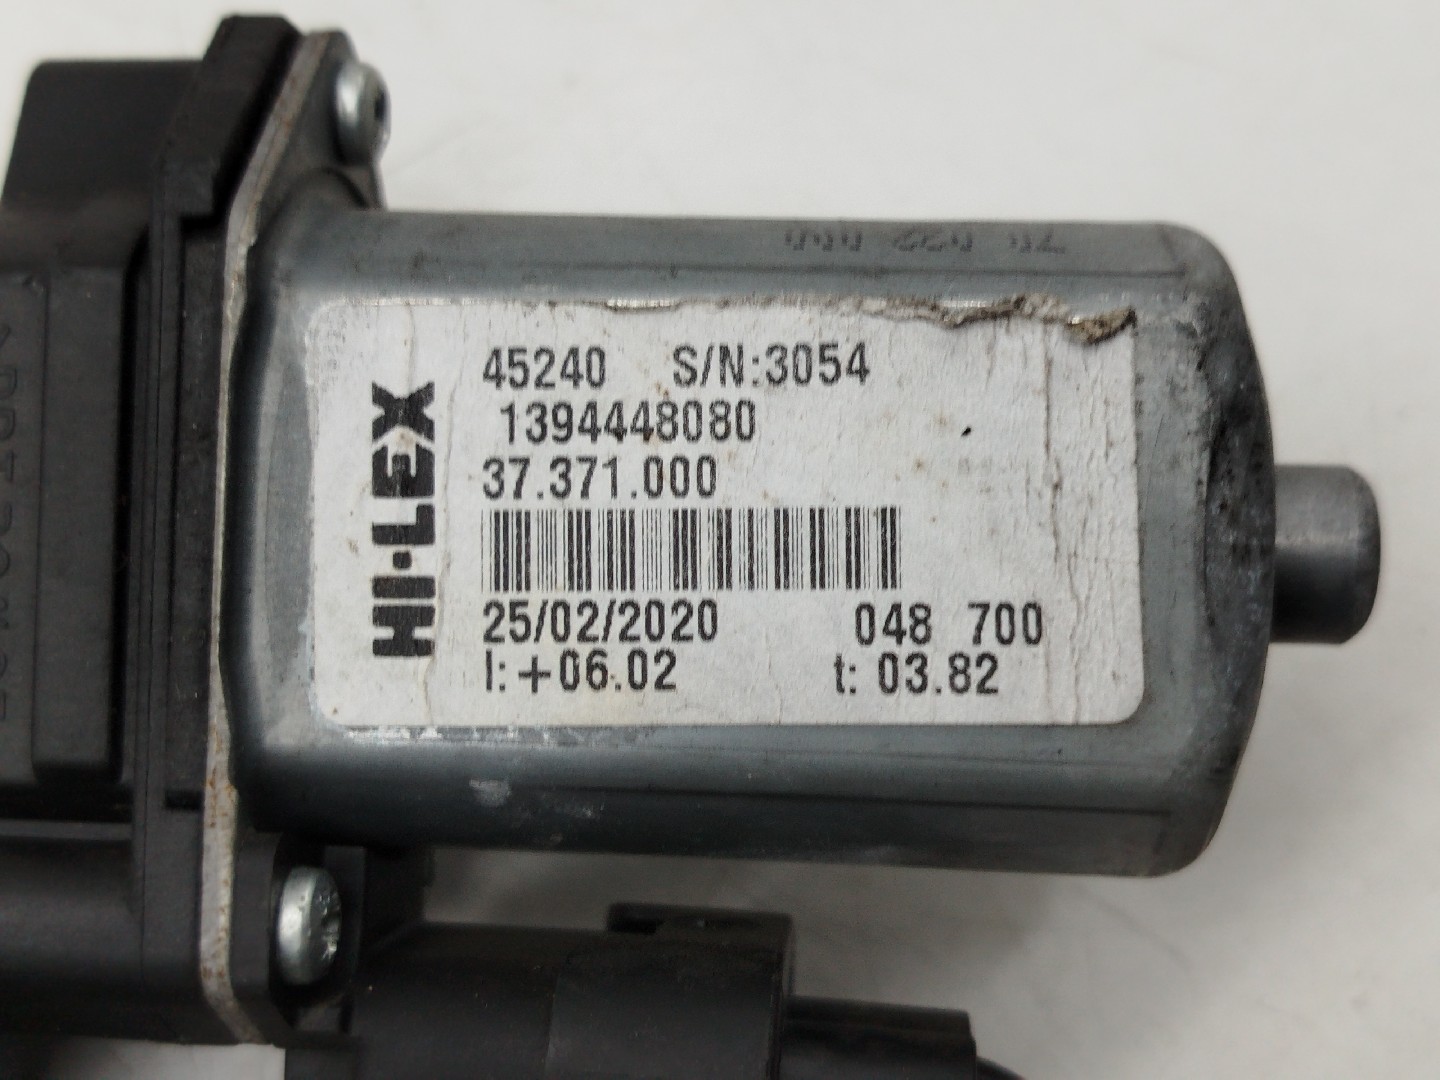 HI-LEX
45240 S/N:3054
1394448080
37.371.000
25/02/2020 048 700
I:+06.02 t: 03.82